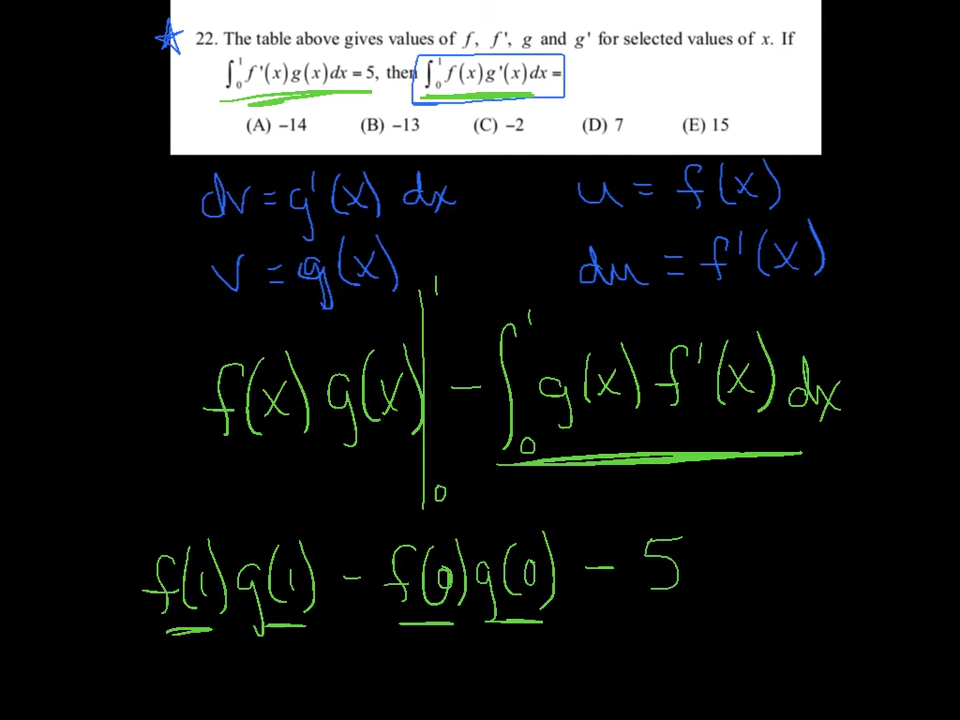 22. The table above gives values of f, f', g and g' for selected values of x. If
∫₀¹ f'(x)g(x)dx = 5, then ∫₀¹ f(x)g'(x)dx =
(A) −14 (B) −13 (C) −2 (D) 7 (E) 15
dv = g'(x) dx u = f(x)
v = g(x) du = f'(x)
f(x) g(x) |₀¹ − ∫₀¹ g(x) f'(x) dx
f(1)g(1) − f(0)g(0) − 5